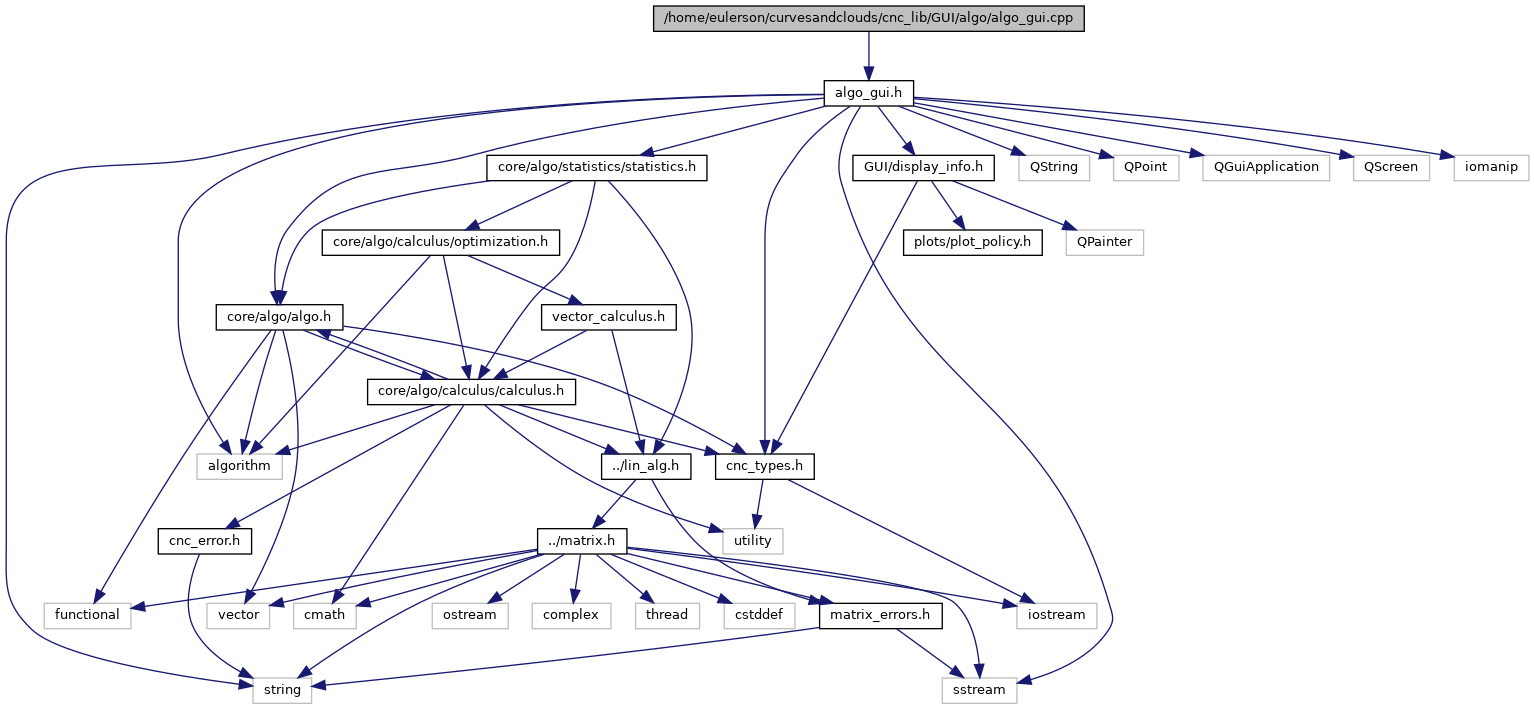 /home/eulerson/curvesandclouds/cnc_lib/GUI/algo/algo_gui.cpp
algo_gui.h
core/algo/statistics/statistics.h
GUI/display_info.h
QString
QPoint
QGuiApplication
QScreen
iomanip
core/algo/calculus/optimization.h
plots/plot_policy.h
QPainter
core/algo/algo.h
vector_calculus.h
core/algo/calculus/calculus.h
algorithm
../lin_alg.h
cnc_types.h
cnc_error.h
../matrix.h
utility
functional
vector
cmath
ostream
complex
thread
cstddef
matrix_errors.h
iostream
string
sstream